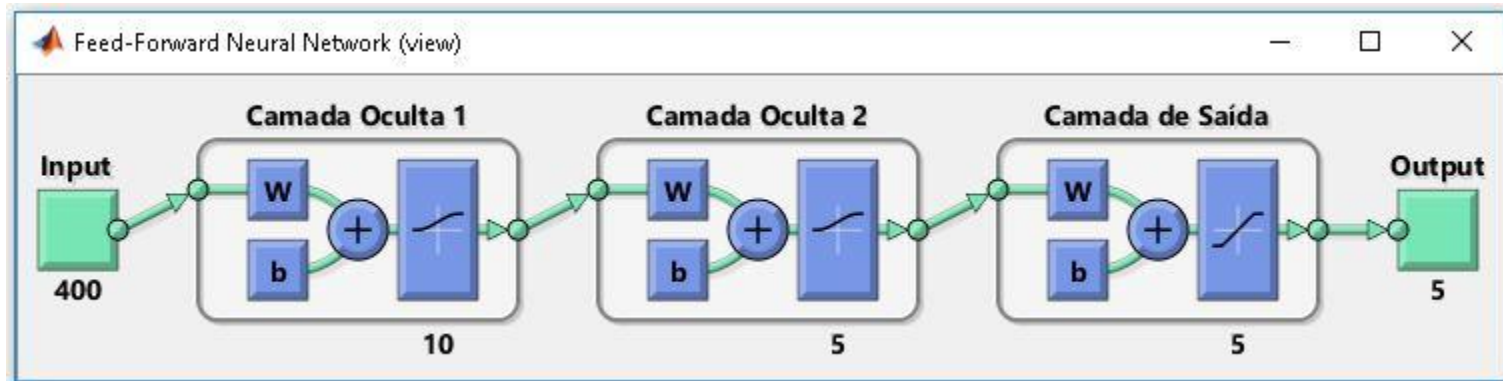 Feed-Forward Neural Network (view)
Camada Oculta 1
Camada Oculta 2
Camada de Saída
Input
Output
W
W
W
b
b
b
400
5
10
5
5